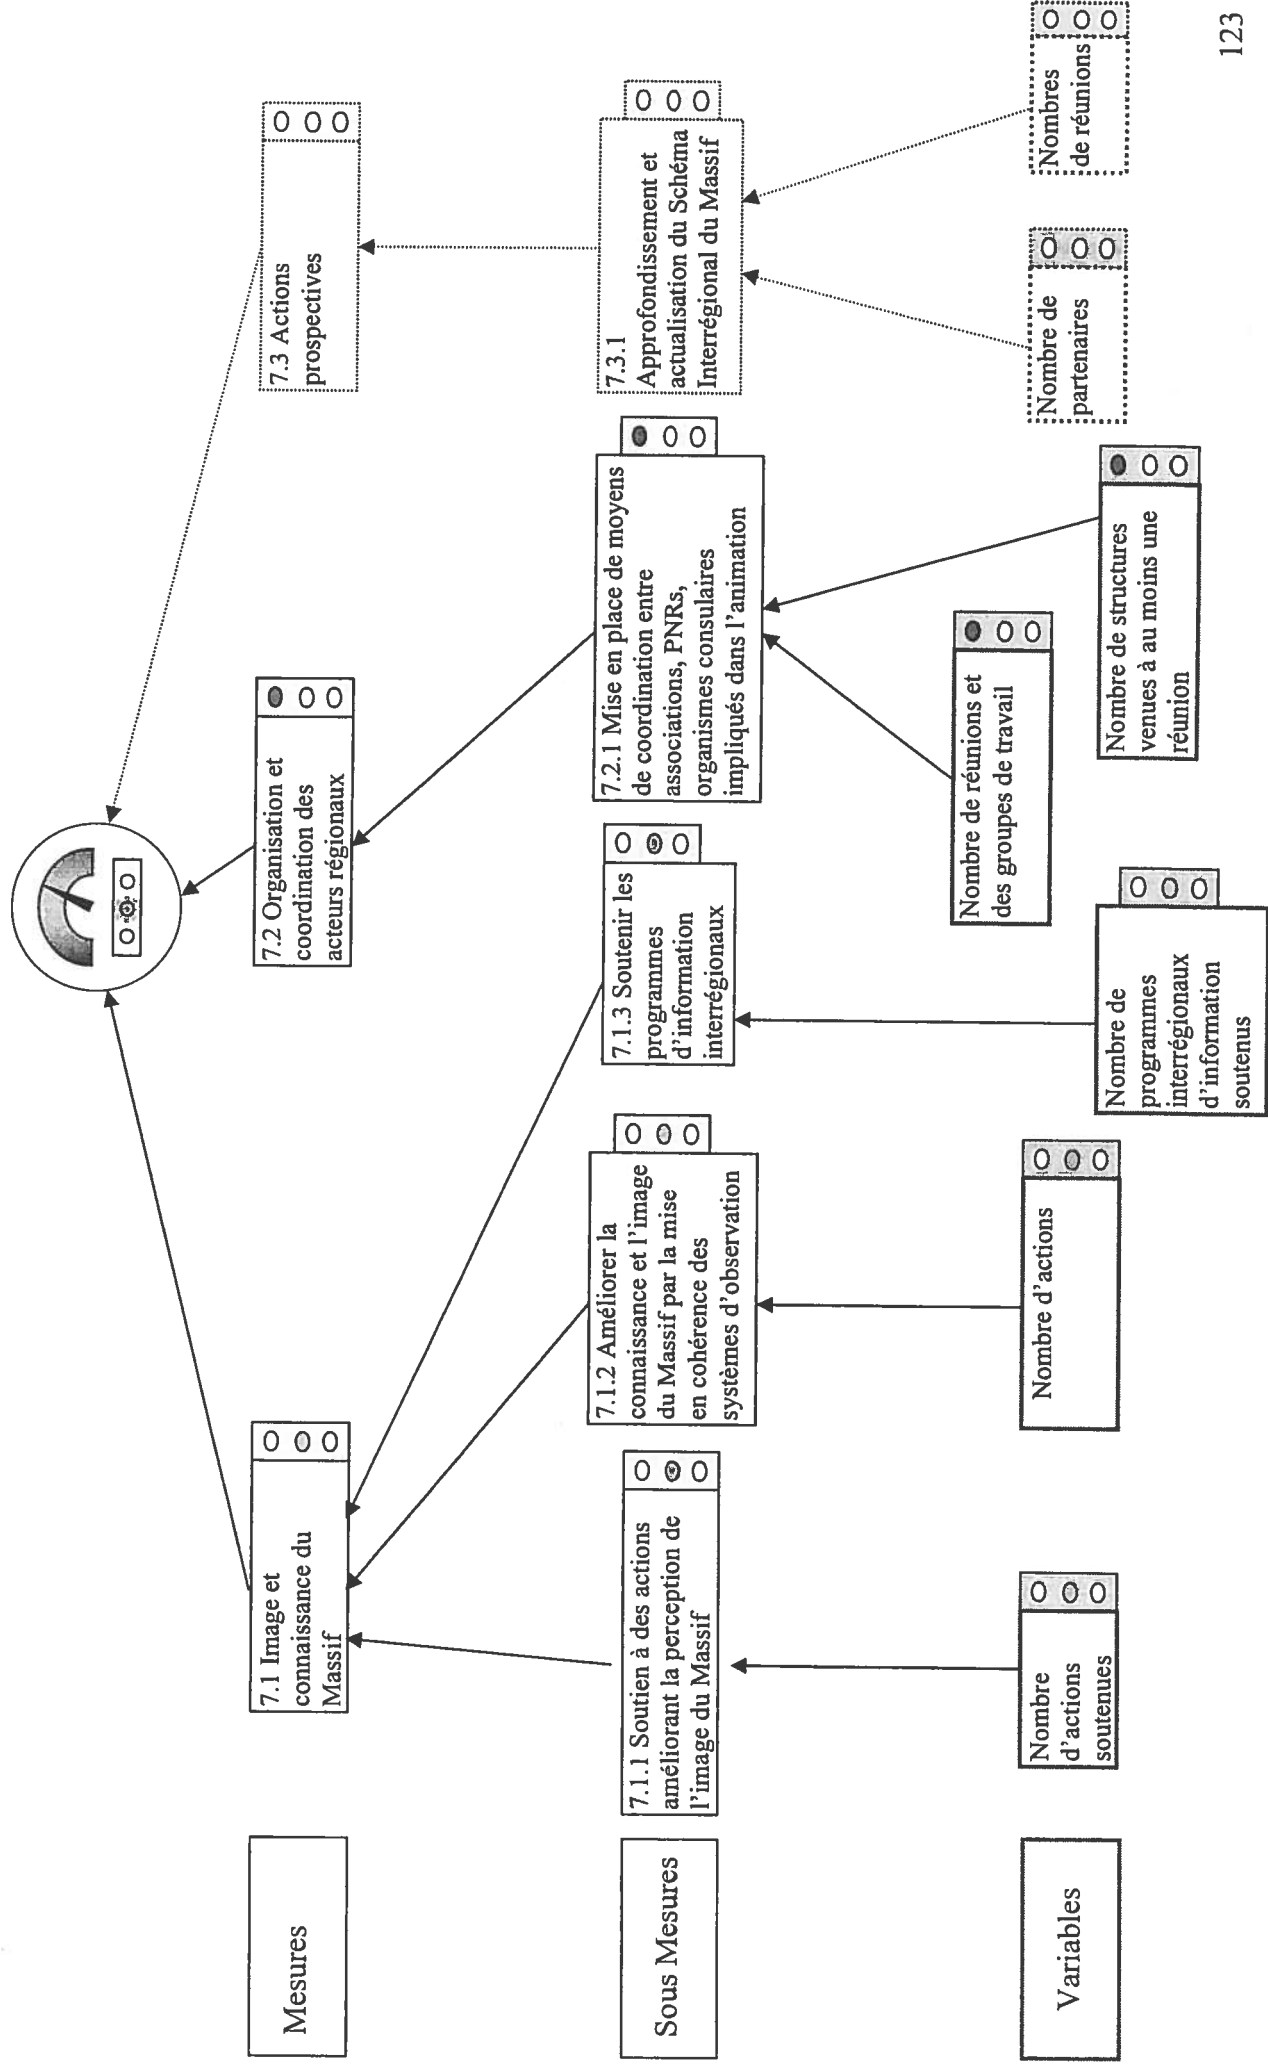 Mesures
7.1 Image et
connaissance du
Massif
7.2 Organisation et
coordination des
acteurs régionaux
7.3 Actions
prospectives
Sous Mesures
7.1.1 Soutien à des actions
améliorant la perception de
l'image du Massif
7.1.2 Améliorer la
connaissance et l'image
du Massif par la mise
en cohérence des
systèmes d'observation
7.1.3 Soutenir les
programmes
d'information
interrégionaux
7.2.1 Mise en place de moyens
de coordination entre
associations, PNRs,
organismes consulaires
impliqués dans l'animation
7.3.1
Approfondissement et
actualisation du Schéma
Interrégional du Massif
Variables
Nombre
d'actions
soutenues
Nombre d'actions
Nombre de
programmes
interrégionaux
d'information
soutenus
Nombre de réunions et
des groupes de travail
Nombre de structures
venues à au moins une
réunion
Nombre de
partenaires
Nombres
de réunions
123